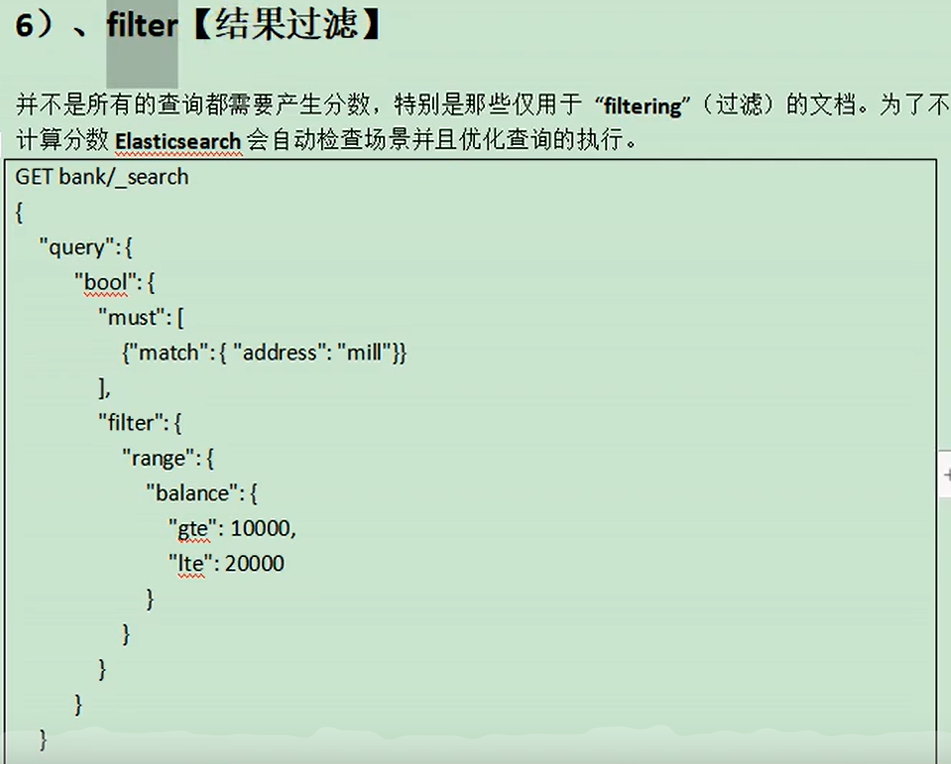 6）、filter【结果过滤】
并不是所有的查询都需要产生分数，特别是那些仅用于 “filtering”（过滤）的文档。为了不
计算分数 Elasticsearch 会自动检查场景并且优化查询的执行。
GET bank/_search
{
  "query": {
    "bool": {
      "must": [
        {"match": { "address": "mill"}}
      ],
      "filter": {
        "range": {
          "balance": {
            "gte": 10000,
            "lte": 20000
          }
        }
      }
    }
  }